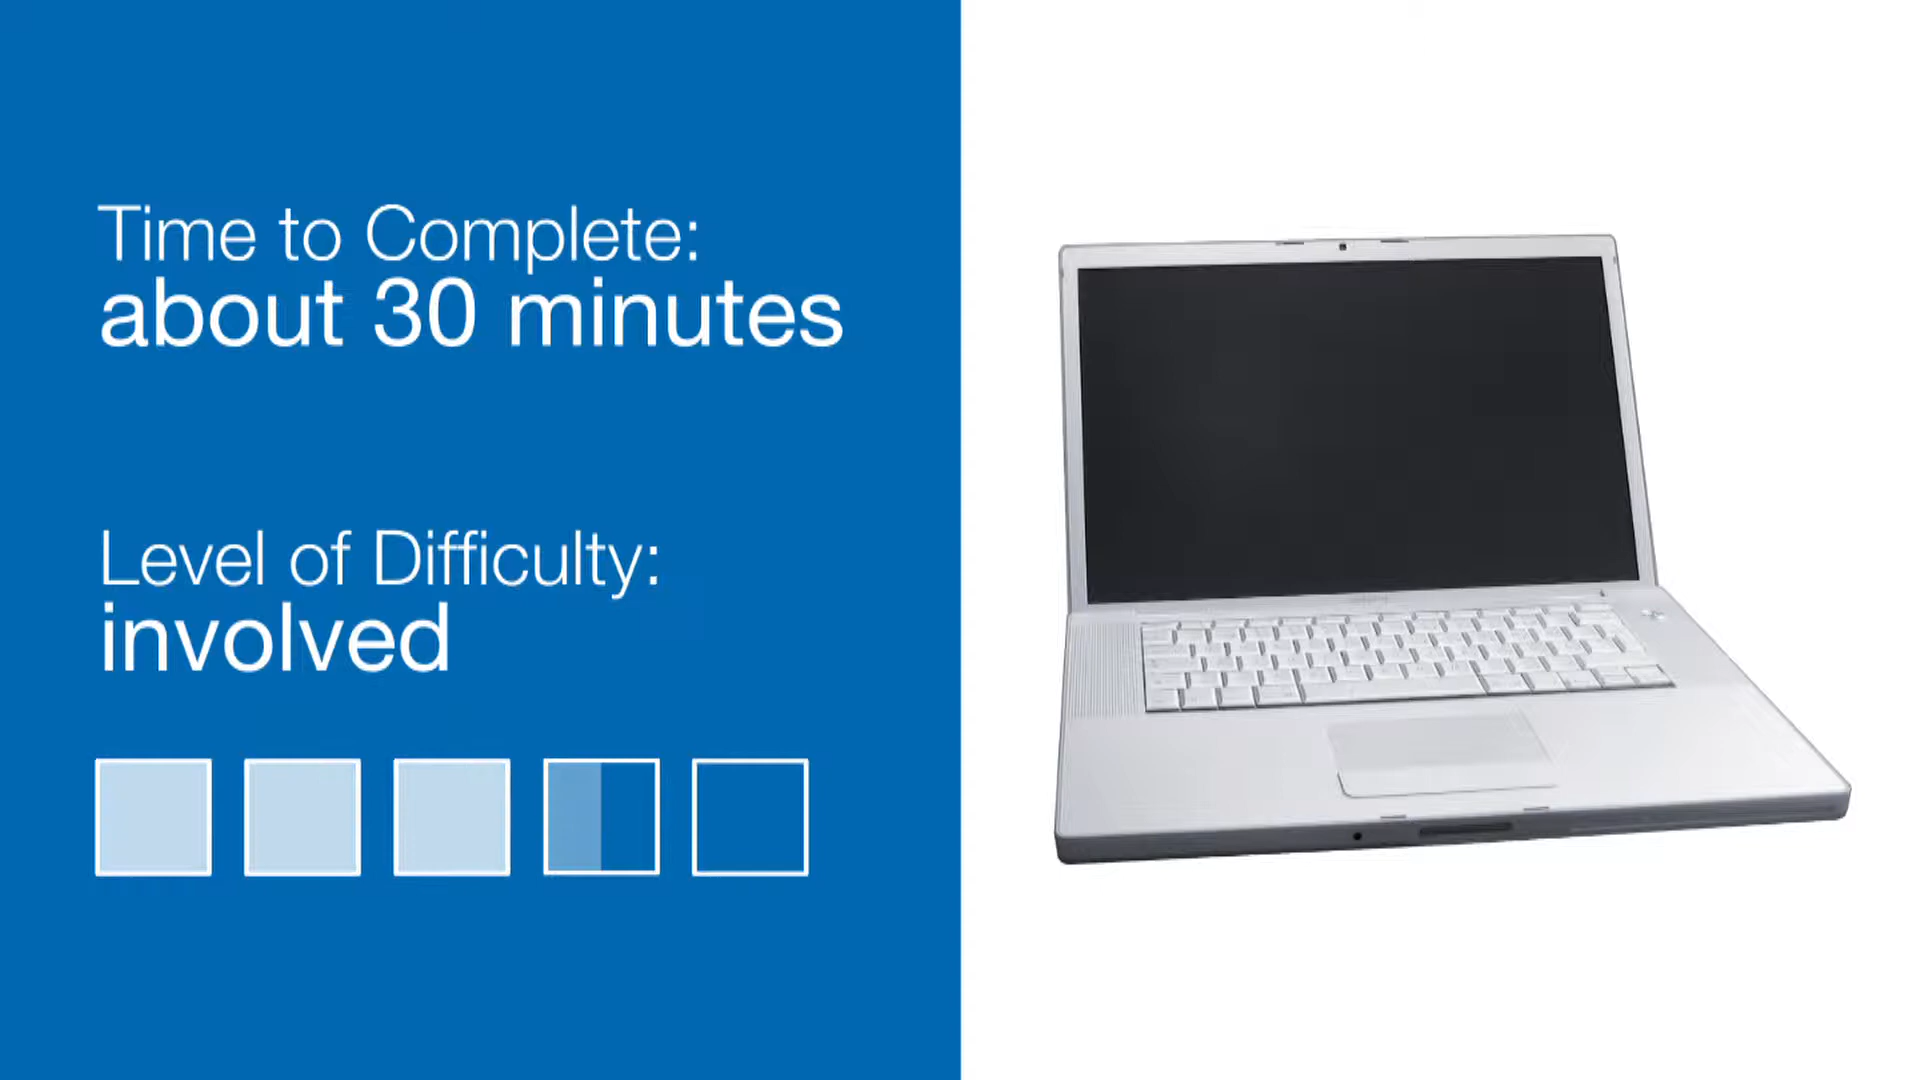 Time to Complete:
about 30 minutes
Level of Difficulty:
involved